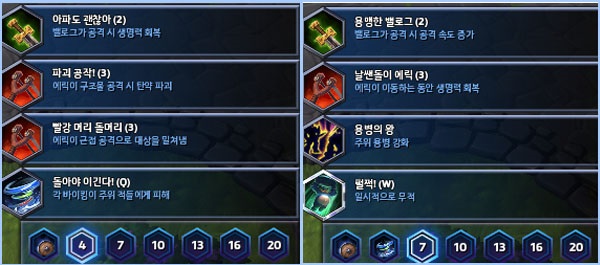 아파도 괜찮아 (2)
밸로그가 공격 시 생명력 회복
파괴 공작! (3)
에릭이 구조물 공격 시 탄약 파괴
빨강 머리 돌머리 (3)
에릭이 근접 공격으로 대상을 밀쳐냄
돌아야 이긴다! (Q)
각 바이킹이 주위 적들에게 피해
4
7
10
13
16
20
용맹한 밸로그 (2)
밸로그가 공격 시 공격 속도 증가
날쌘돌이 에릭 (3)
에릭이 이동하는 동안 생명력 회복
용병의 왕
주위 용병 강화
펄쩍! (W)
일시적으로 무적
7
10
13
16
20